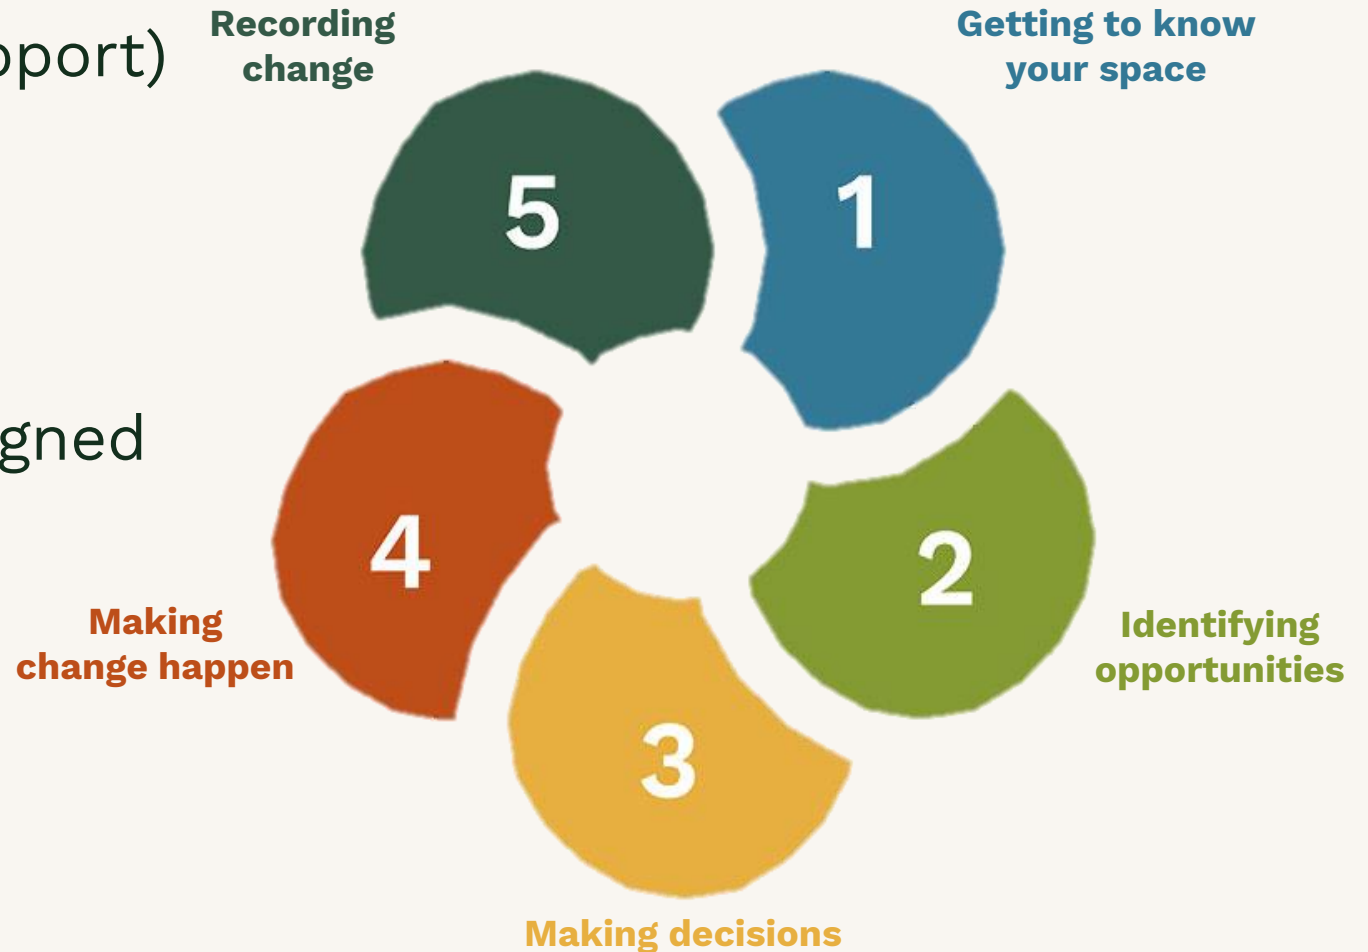 Recording
change
5
Getting to know
your space
1
gned
4
Making
change happen
2
Identifying
opportunities
3
Making decisions